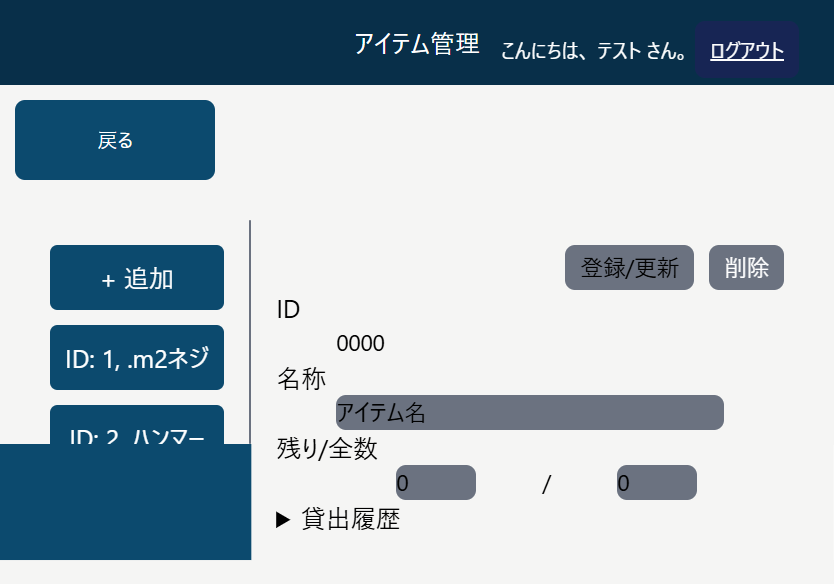 アイテム管理 こんにちは、テスト さん。 ログアウト
戻る
+ 追加
ID: 1, .m2ネジ
ID: 2, ハンマー
登録/更新 削除
ID
0000
名称
アイテム名
残り/全数
0 / 0
▶ 貸出履歴